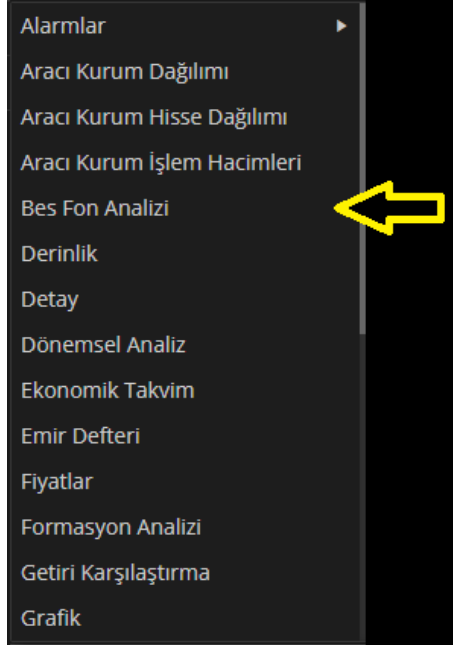 Alarmlar
Aracı Kurum Dağılımı
Aracı Kurum Hisse Dağılımı
Aracı Kurum İşlem Hacimleri
Bes Fon Analizi
Derinlik
Detay
Dönemsel Analiz
Ekonomik Takvim
Emir Defteri
Fiyatlar
Formasyon Analizi
Getiri Karşılaştırma
Grafik